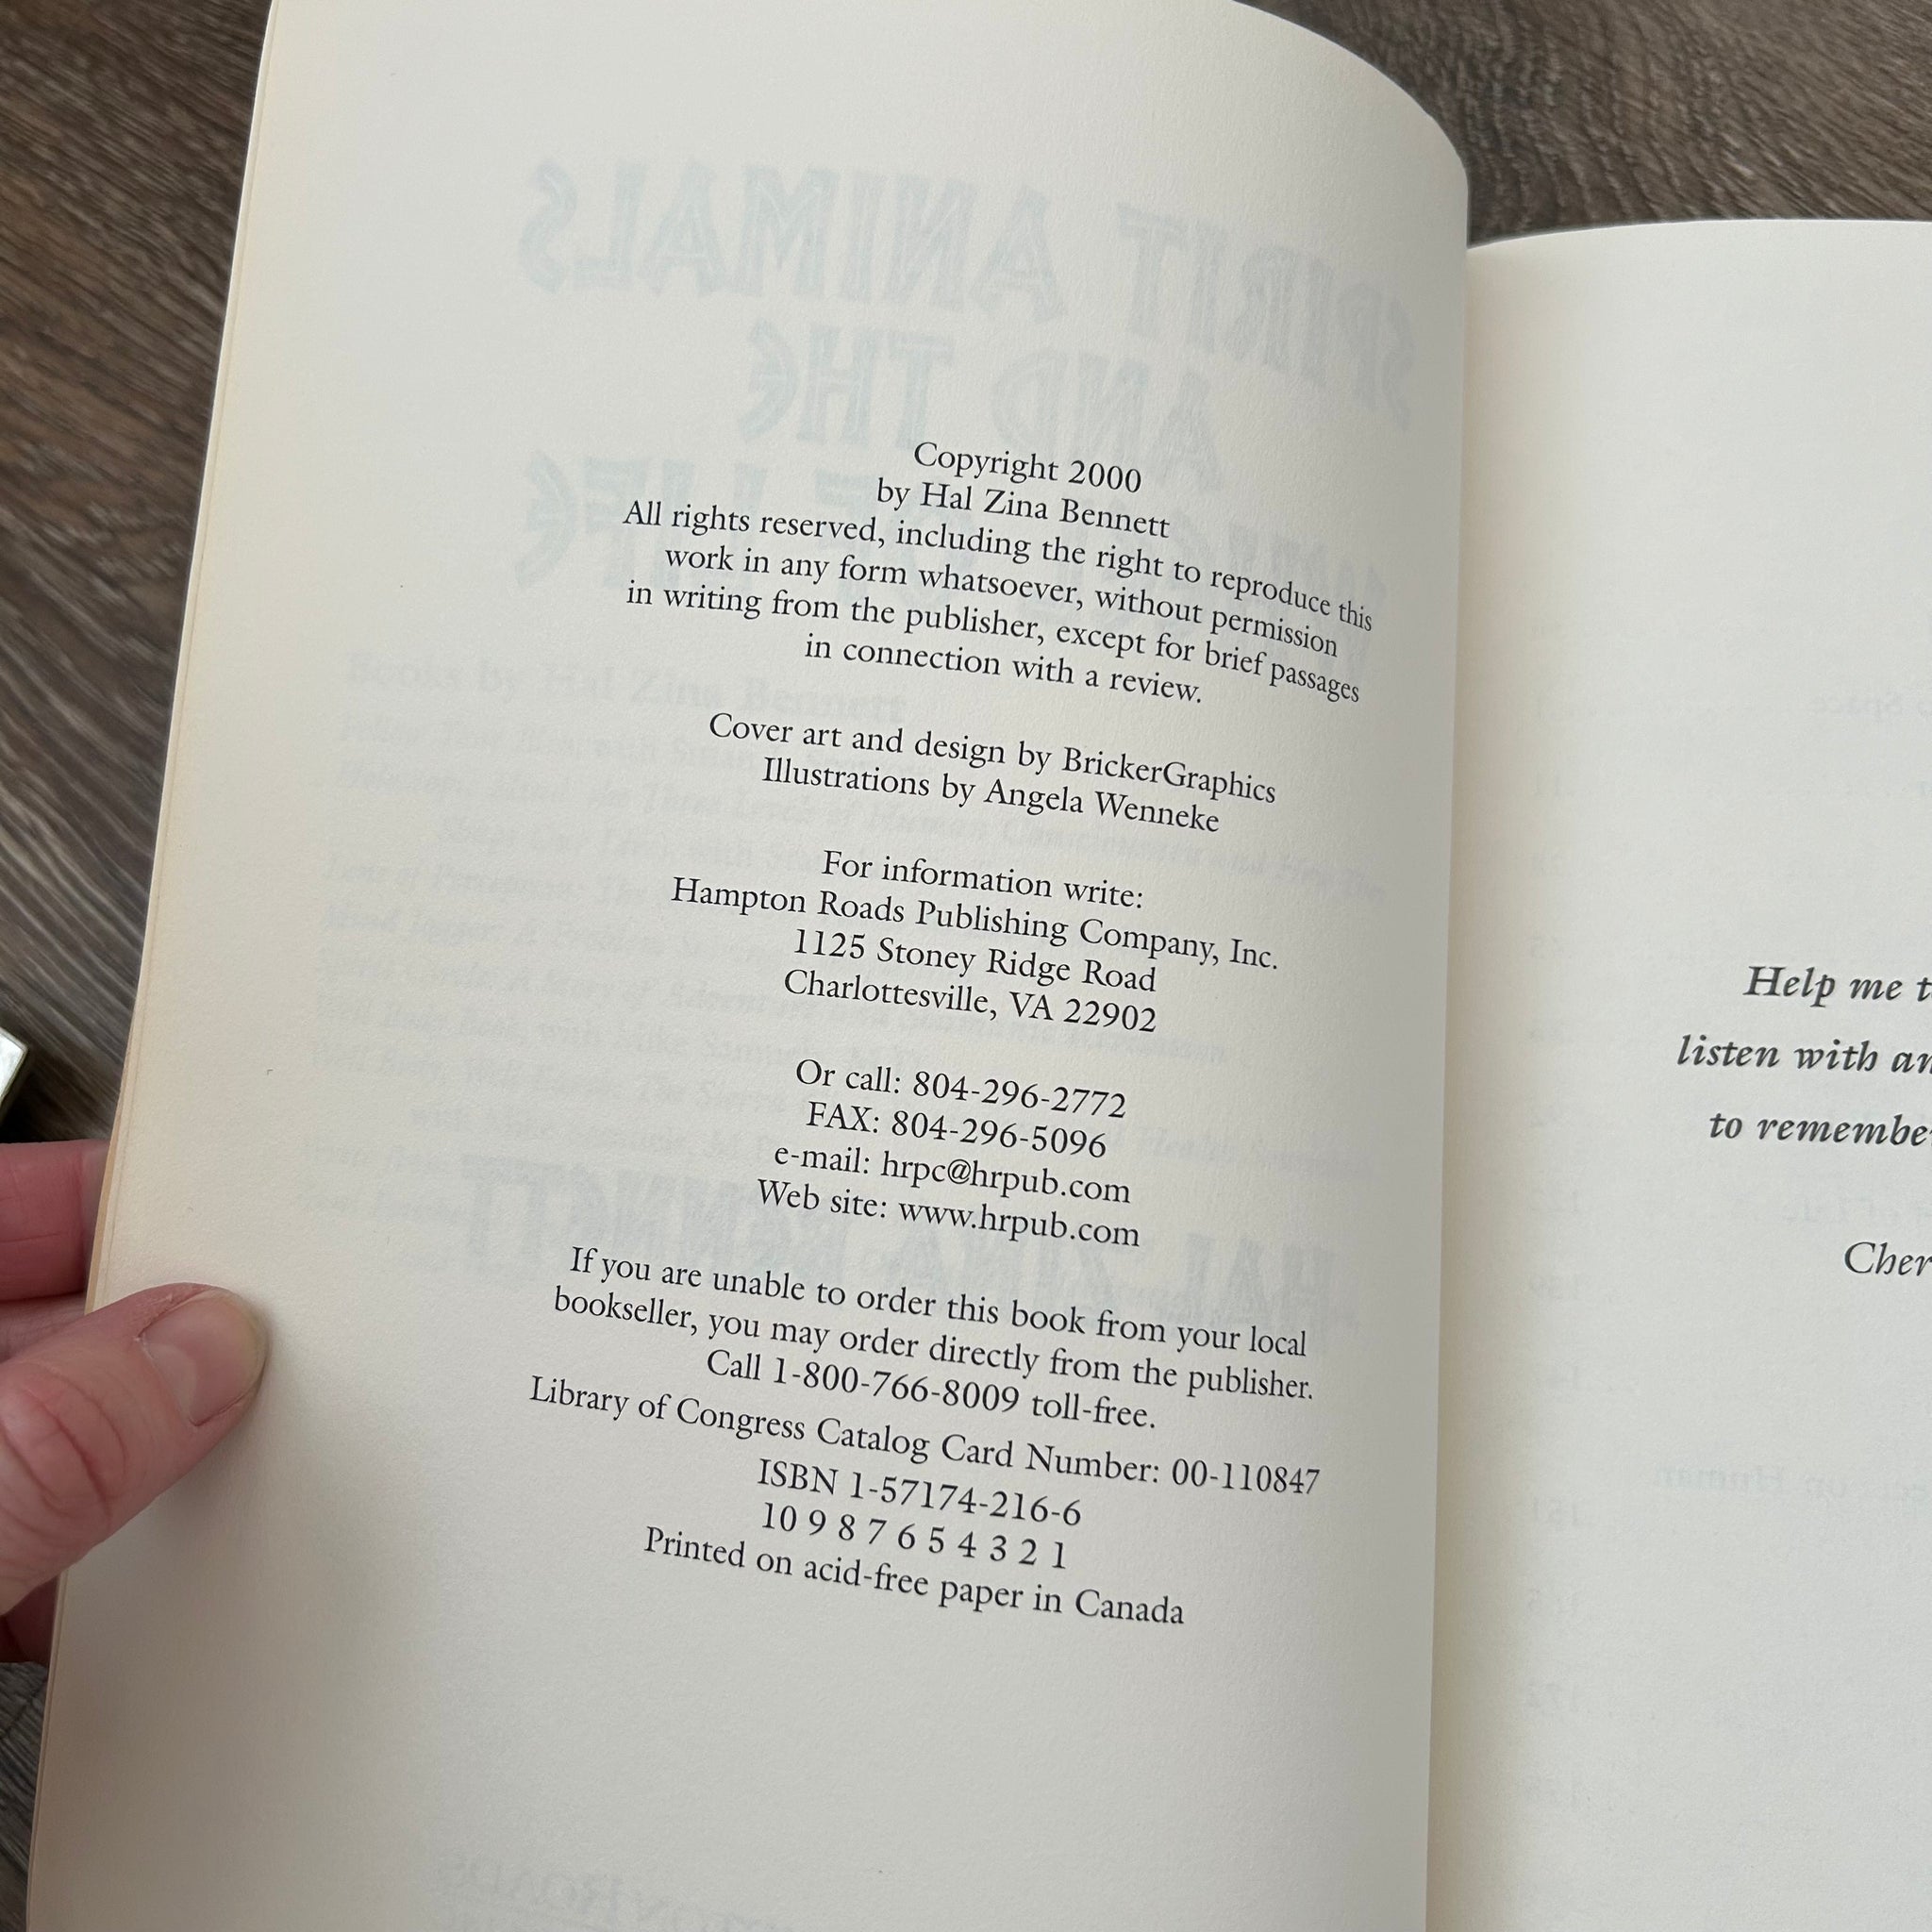 Copyright 2000
by Hal Zina Bennett
All rights reserved, including the right to reproduce this
work in any form whatsoever, without permission
in writing from the publisher, except for brief passages
in connection with a review.
Cover art and design by BrickerGraphics
Illustrations by Angela Wenneke
For information write:
Hampton Roads Publishing Company, Inc.
1125 Stoney Ridge Road
Charlottesville, VA 22902
Or call: 804-296-2772
FAX: 804-296-5096
e-mail: hrpc@hrpub.com
Web site: www.hrpub.com
If you are unable to order this book from your local
bookseller, you may order directly from the publisher.
Call 1-800-766-8009 toll-free.
Library of Congress Catalog Card Number: 00-110847
ISBN 1-57174-216-6
10 9 8 7 6 5 4 3 2 1
Printed on acid-free paper in Canada
Help me
listen with
to